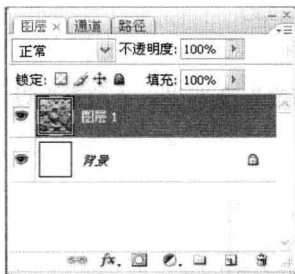 图层 × 通道 路径
正常 不透明度: 100%
锁定: 填充: 100%
图层 1
背景
fx.